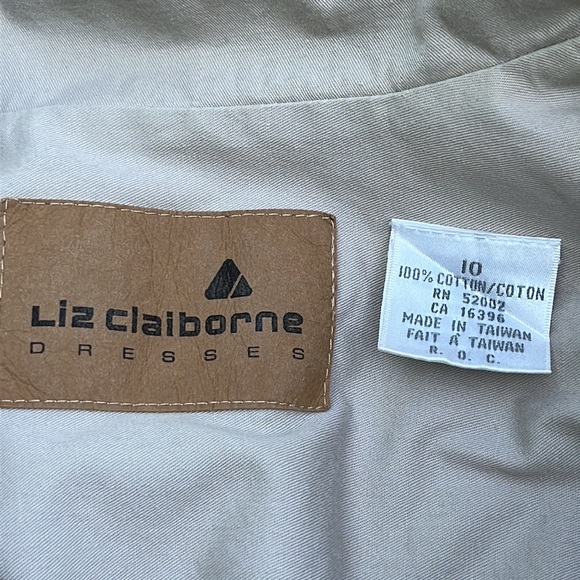 Liz claiborne
DRESSES
10
100% COTTON/COTON
RN 52002
CA 16396
MADE IN TAIWAN
FAIT À TAIWAN
R. O. C.